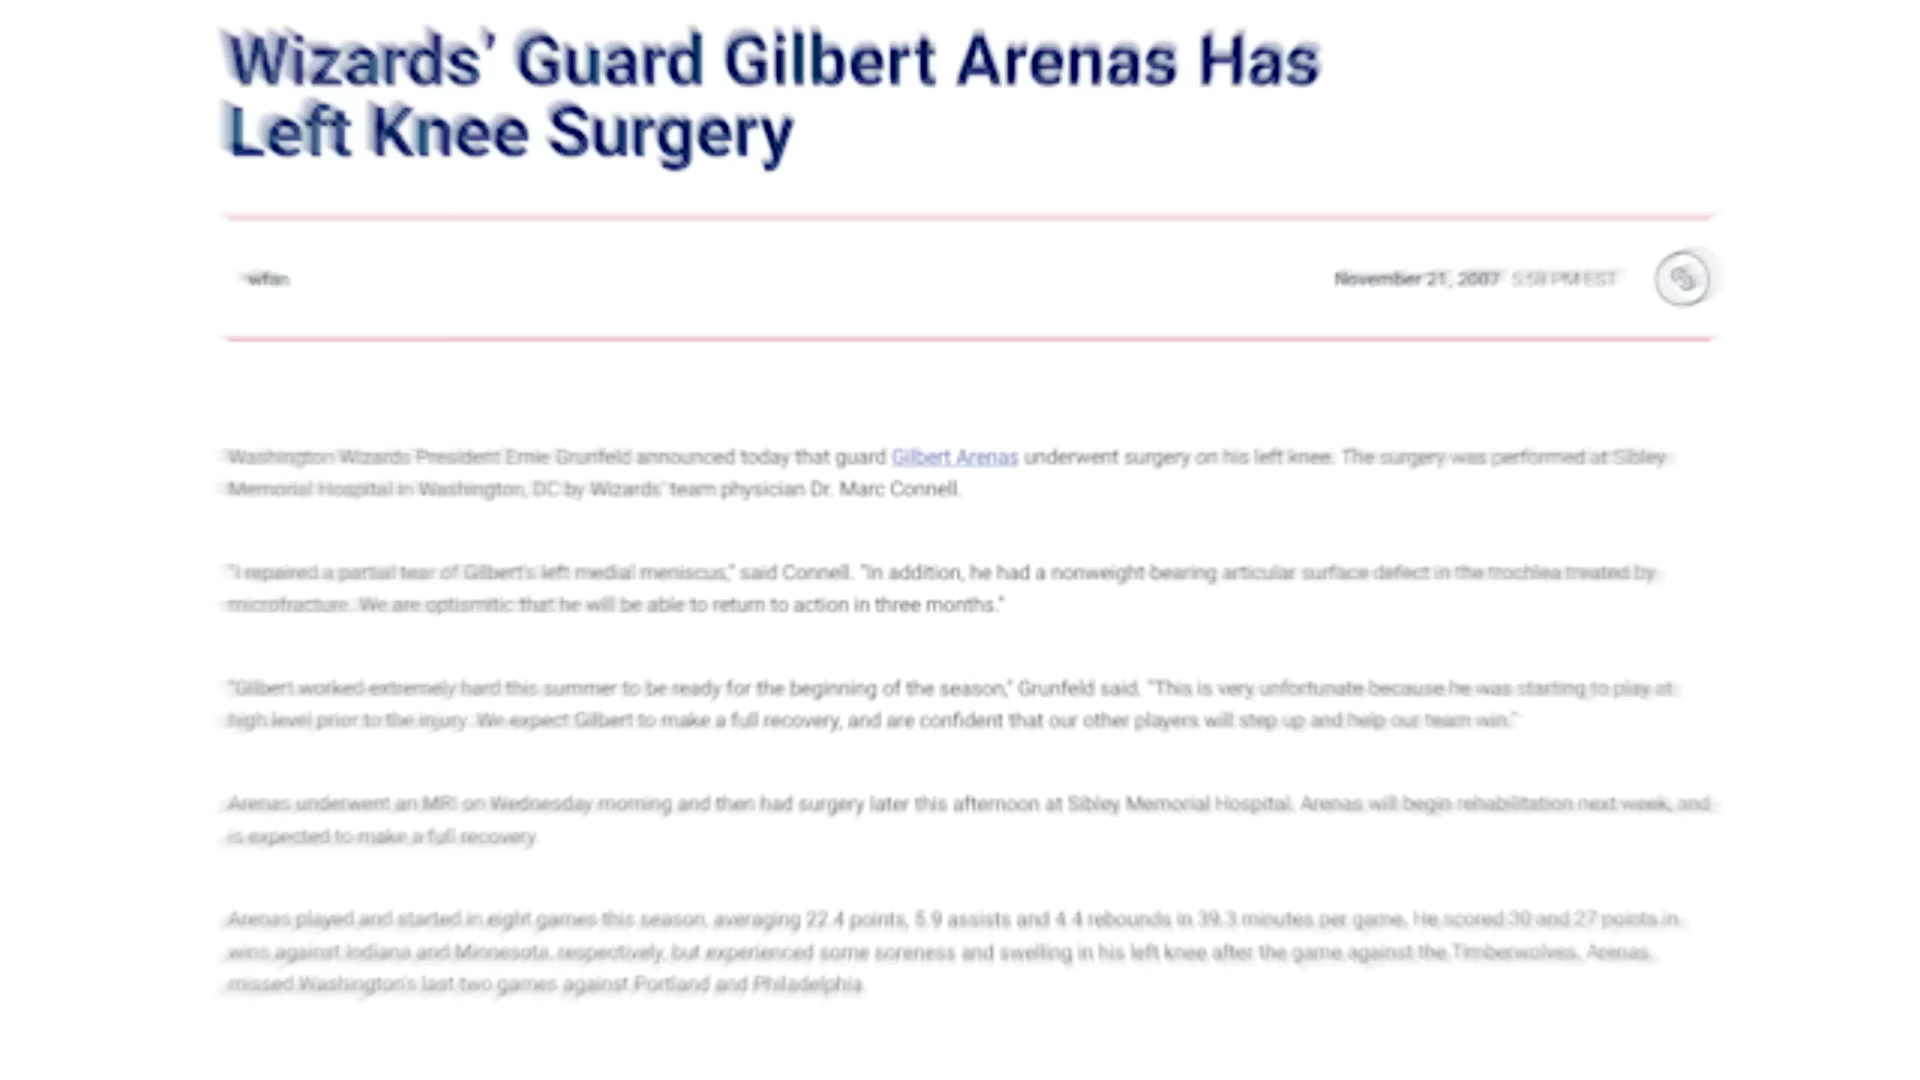 Wizards’ Guard Gilbert Arenas Has
Left Knee Surgery
wfan
November 21, 2007 5:58 PM EST
Washington Wizards President Ernie Grunfeld announced today that guard Gilbert Arenas underwent surgery on his left knee. The surgery was performed at Sibley
Memorial Hospital in Washington, DC by Wizards’ team physician Dr. Marc Connell.
“I repaired a partial tear of Gilbert’s left medial meniscus,” said Connell. “In addition, he had a nonweight-bearing articular surface defect in the trochlea treated by
microfracture. We are optismitic that he will be able to return to action in three months.”
“Gilbert worked extremely hard this summer to be ready for the beginning of the season,” Grunfeld said. “This is very unfortunate because he was starting to play at
high level prior to the injury. We expect Gilbert to make a full recovery, and are confident that our other players will step up and help our team win.”
Arenas underwent an MRI on Wednesday morning and then had surgery later this afternoon at Sibley Memorial Hospital. Arenas will begin rehabilitation next week, and
is expected to make a full recovery.
Arenas played and started in eight games this season, averaging 22.4 points, 5.9 assists and 4.4 rebounds in 39.3 minutes per game. He scored 30 and 27 points in
wins against Indiana and Minnesota, respectively, but experienced some soreness and swelling in his left knee after the game against the Timberwolves. Arenas
missed Washington’s last two games against Portland and Philadelphia.